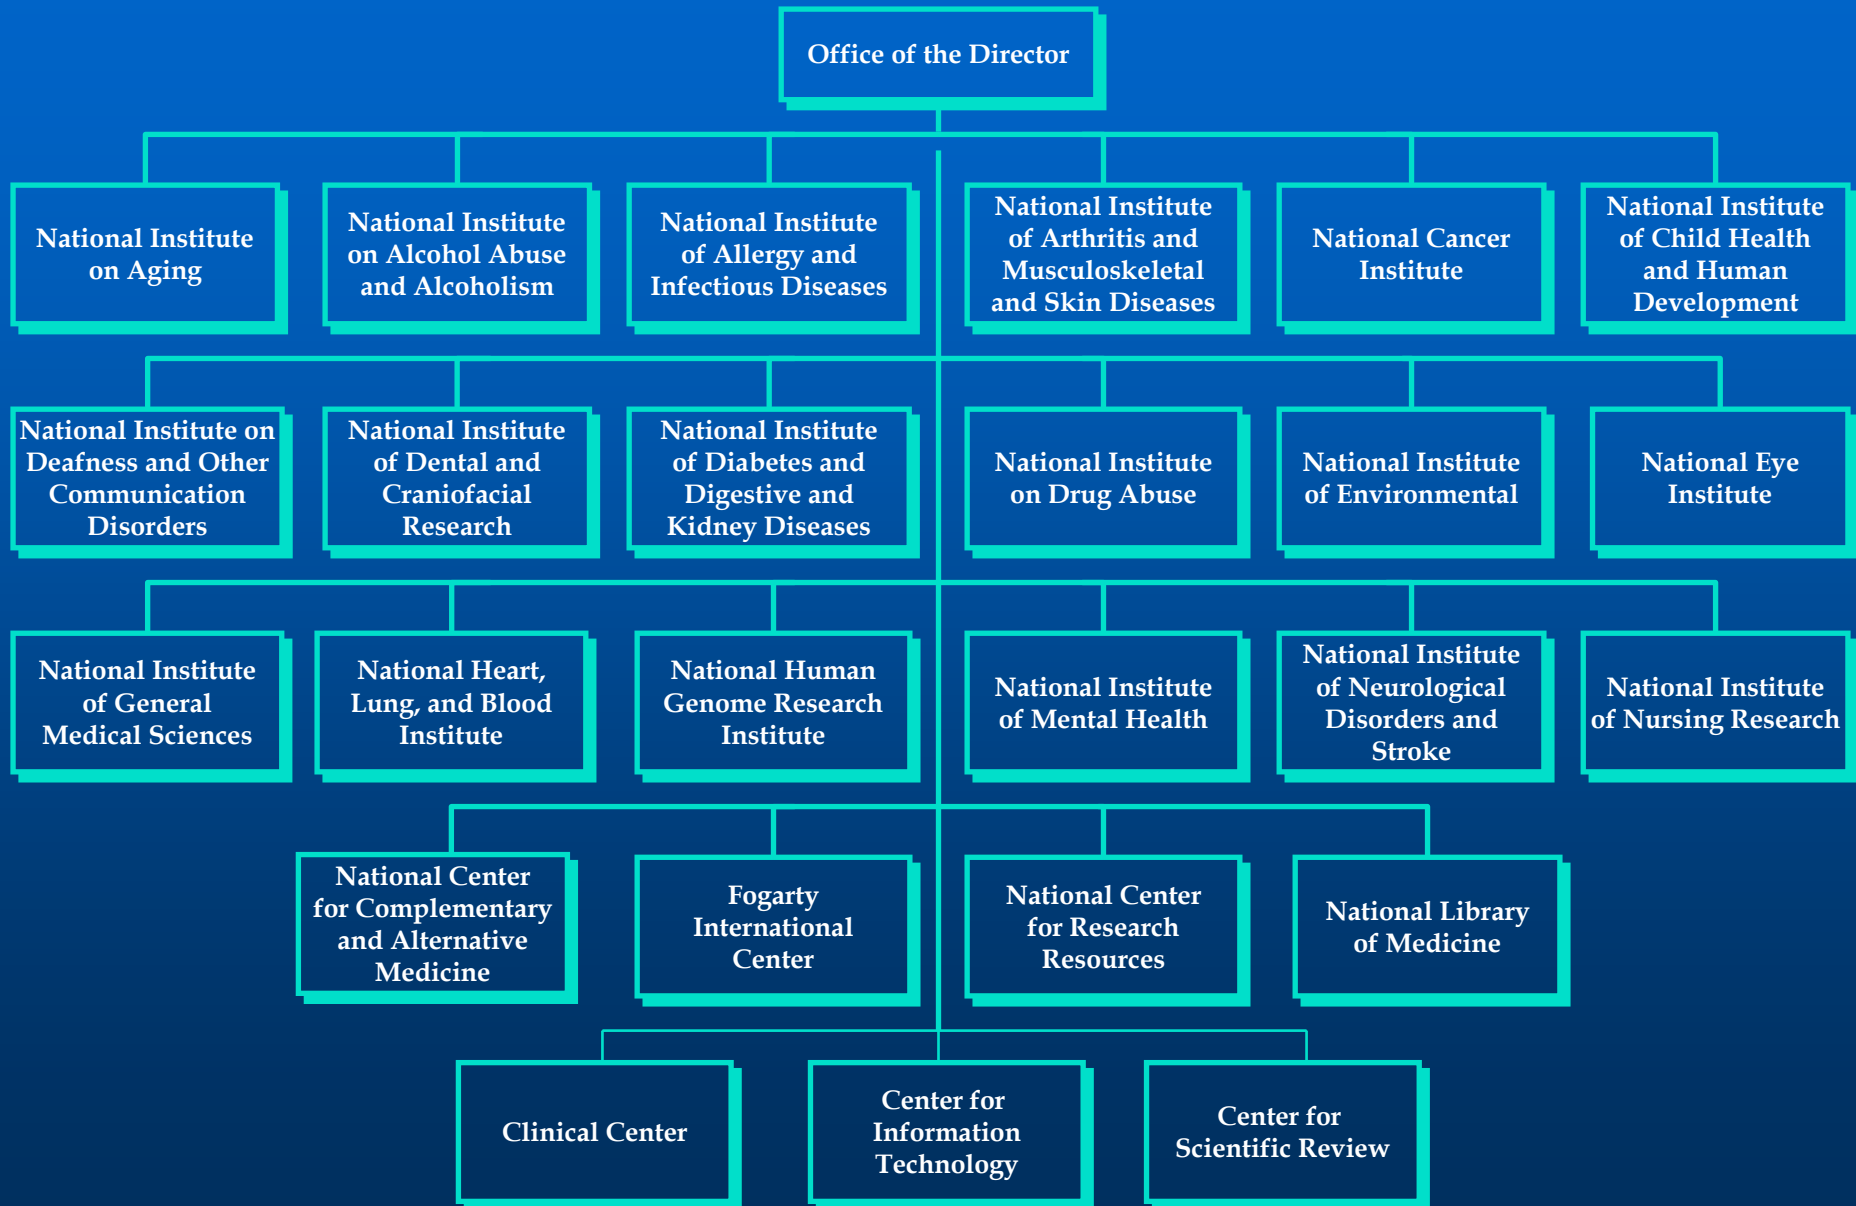 Office of the Director
National Institute
on Aging
National Institute
on Alcohol Abuse
and Alcoholism
National Institute
of Allergy and
Infectious Diseases
National Institute
of Arthritis and
Musculoskeletal
and Skin Diseases
National Cancer
Institute
National Institute
of Child Health
and Human
Development
National Institute on
Deafness and Other
Communication
Disorders
National Institute
of Dental and
Craniofacial
Research
National Institute
of Diabetes and
Digestive and
Kidney Diseases
National Institute
on Drug Abuse
National Institute
of Environmental
National Eye
Institute
National Institute
of General
Medical Sciences
National Heart,
Lung, and Blood
Institute
National Human
Genome Research
Institute
National Institute
of Mental Health
National Institute
of Neurological
Disorders and
Stroke
National Institute
of Nursing Research
National Center
for Complementary
and Alternative
Medicine
Fogarty
International
Center
National Center
for Research
Resources
National Library
of Medicine
Clinical Center
Center for
Information
Technology
Center for
Scientific Review